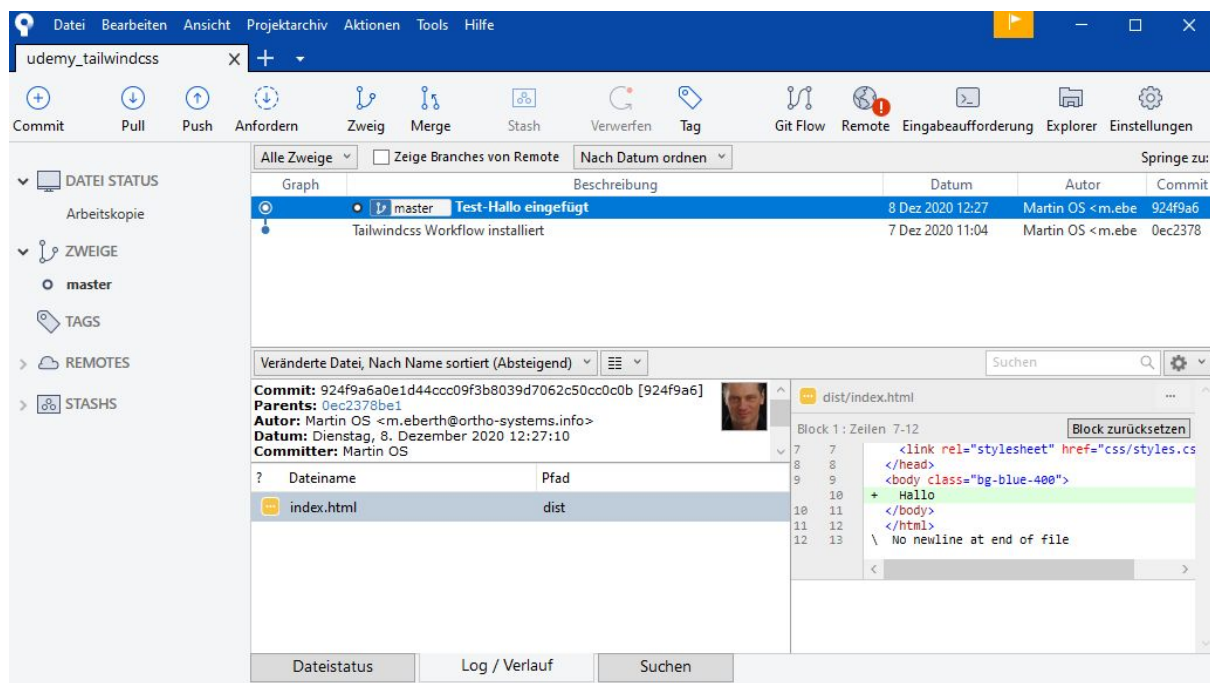 Datei Bearbeiten Ansicht Projektarchiv Aktionen Tools Hilfe
udemy_tailwindcss
Commit Pull Push Anfordern Zweig Merge Stash Verwerfen Tag Git Flow Remote Eingabeaufforderung Explorer Einstellungen
Alle Zweige Zeige Branches von Remote Nach Datum ordnen Springe zu:
DATEI STATUS
Arbeitskopie
ZWEIGE
master
TAGS
REMOTES
STASHS
Graph Beschreibung Datum Autor Commit
master Test-Hallo eingefügt 8 Dez 2020 12:27 Martin OS <m.ebe 924f9a6
Tailwindcss Workflow installiert 7 Dez 2020 11:04 Martin OS <m.ebe 0ec2378
Veränderte Datei, Nach Name sortiert (Absteigend) Suchen
Commit: 924f9a6a0e1d44ccc09f3b8039d7062c50cc0c0b [924f9a6]
Parents: 0ec2378be1
Autor: Martin OS <m.eberth@ortho-systems.info>
Datum: Dienstag, 8. Dezember 2020 12:27:10
Committer: Martin OS
? Dateiname Pfad
index.html dist
dist/index.html
Block 1 : Zeilen 7-12 Block zurücksetzen
7 7 <link rel="stylesheet" href="css/styles.cs
8 8 </head>
9 9 <body class="bg-blue-400">
10 + Hallo
10 11 </body>
11 12 </html>
12 13 \ No newline at end of file
Dateistatus Log / Verlauf Suchen